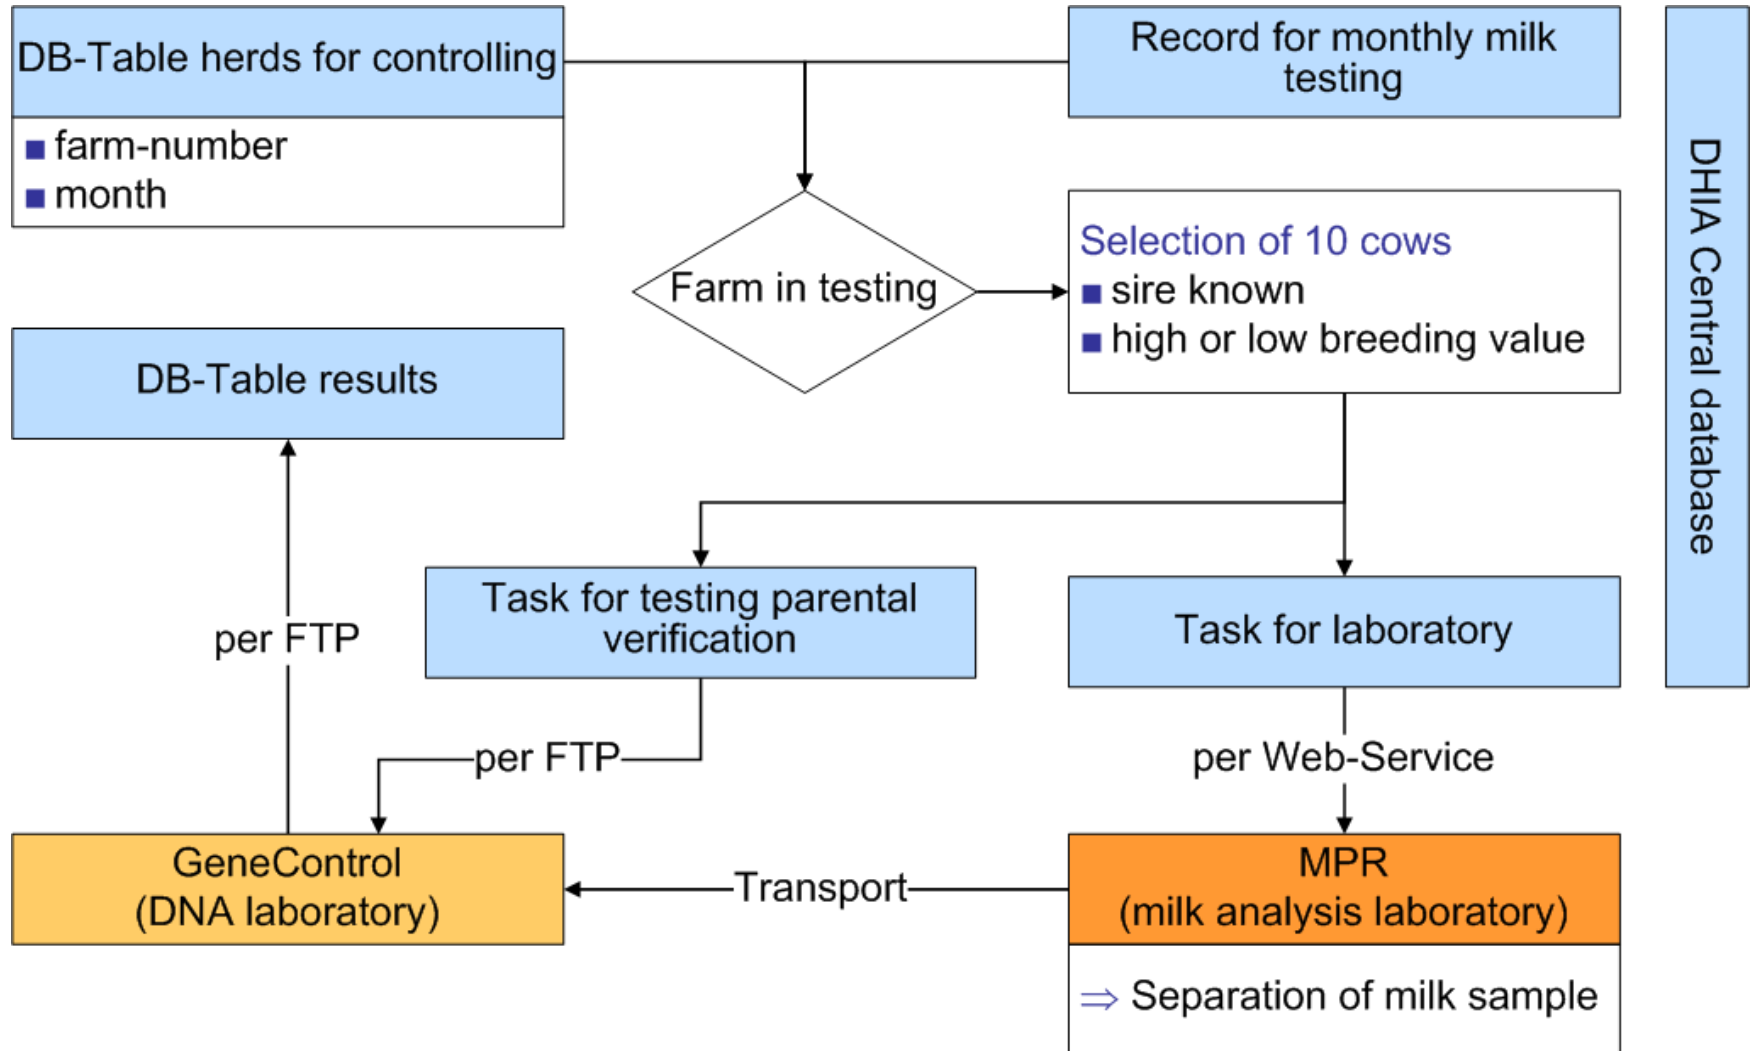 DB-Table herds for controlling
farm-number
month
Record for monthly milk
testing
DHIA Central database
Farm in testing
Selection of 10 cows
sire known
high or low breeding value
DB-Table results
Task for testing parental
verification
Task for laboratory
per FTP
per FTP
per Web-Service
GeneControl
(DNA laboratory)
Transport
MPR
(milk analysis laboratory)
⇒ Separation of milk sample